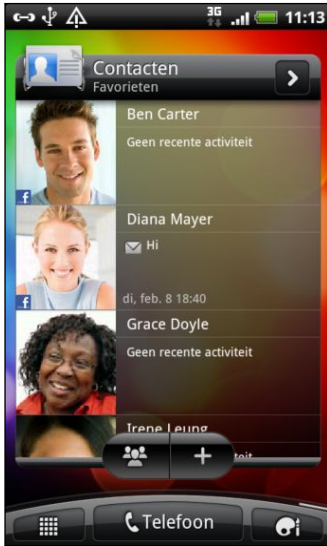 3G 11:13
Contacten
Favorieten
Ben Carter
Geen recente activiteit
Diana Mayer
Hi
di, feb. 8 18:40
Grace Doyle
Geen recente activiteit
Irene Leung
Telefoon